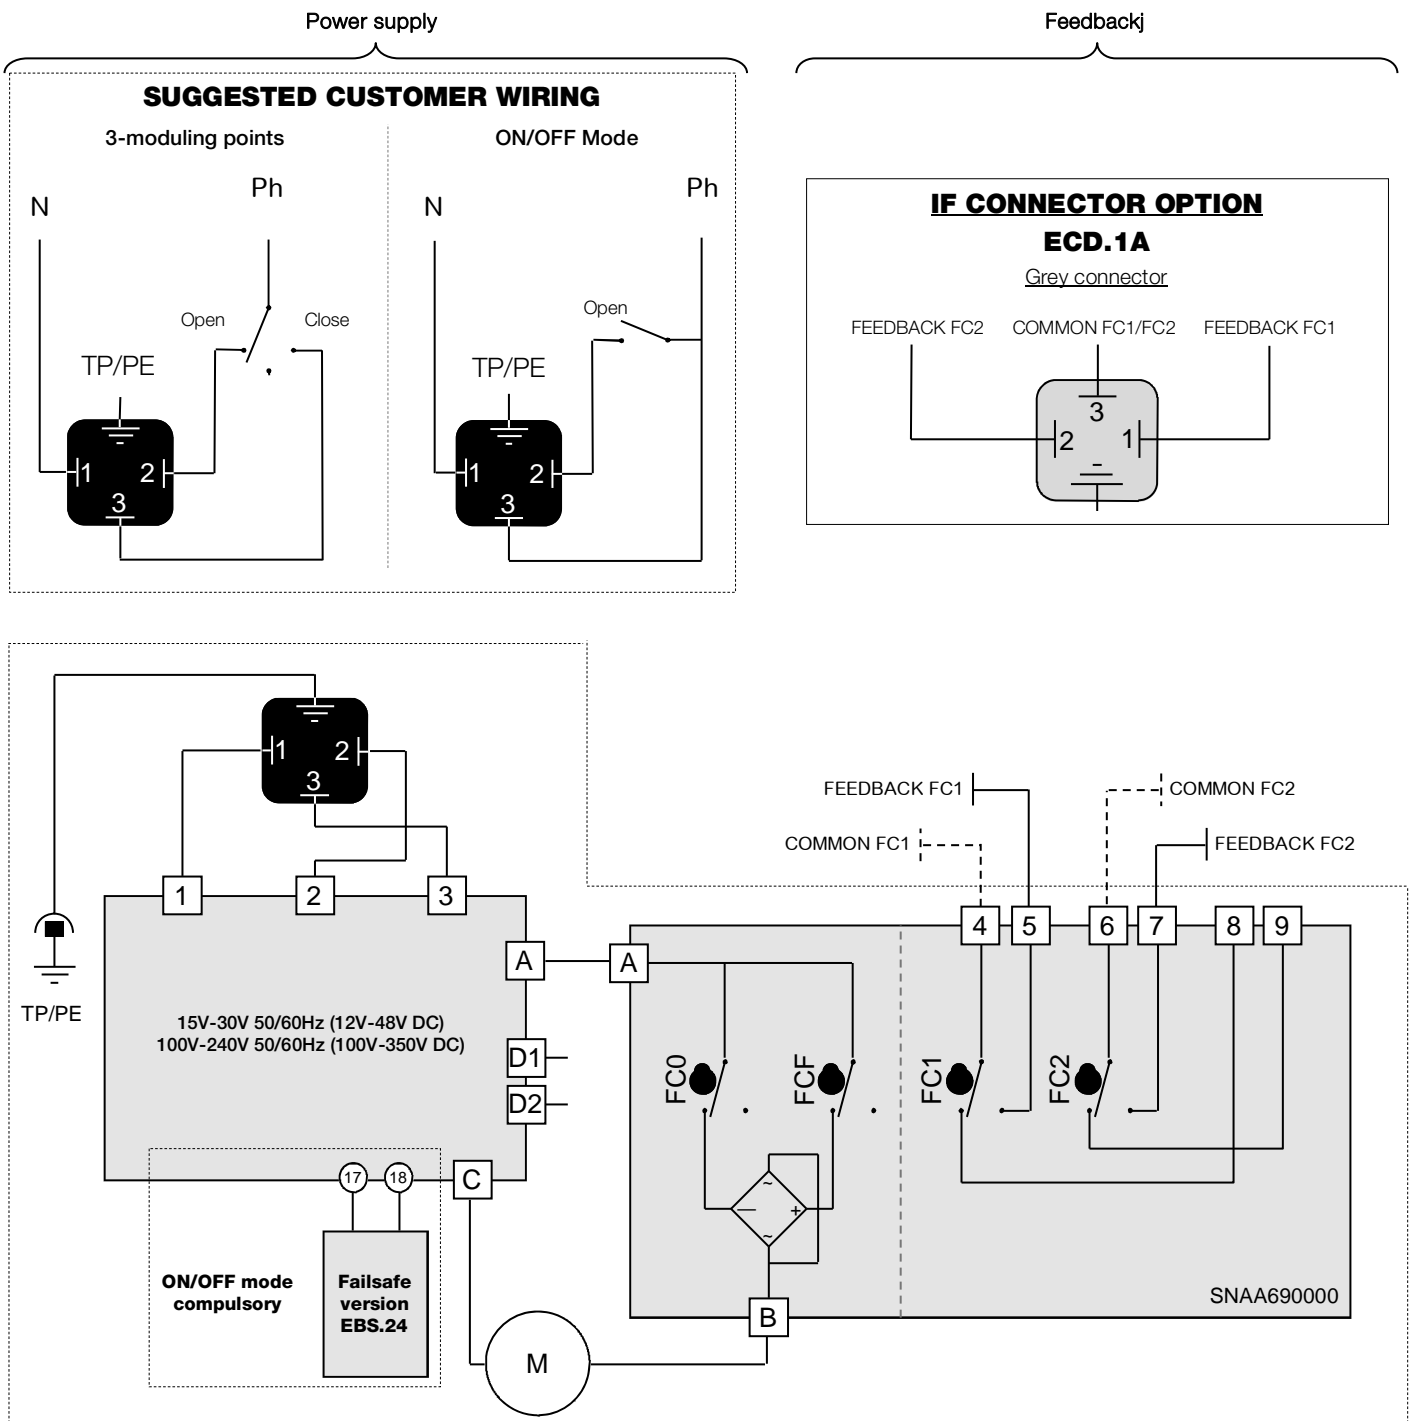 Power supply
Feedbackj
SUGGESTED CUSTOMER WIRING
3-moduling points
ON/OFF Mode
N
Ph
N
Ph
Open
Close
Open
TP/PE
TP/PE
1
2
3
1
2
3
IF CONNECTOR OPTION
ECD.1A
Grey connector
FEEDBACK FC2
COMMON FC1/FC2
FEEDBACK FC1
3
2
1
1
2
3
FEEDBACK FC1
COMMON FC2
COMMON FC1
FEEDBACK FC2
1
2
3
4
5
6
7
8
9
A
A
TP/PE
15V-30V 50/60Hz (12V-48V DC)
100V-240V 50/60Hz (100V-350V DC)
D1
D2
FC0
FCF
FC1
FC2
17
18
C
~
—
+
~
ON/OFF mode
compulsory
Failsafe
version
EBS.24
SNAA690000
B
M